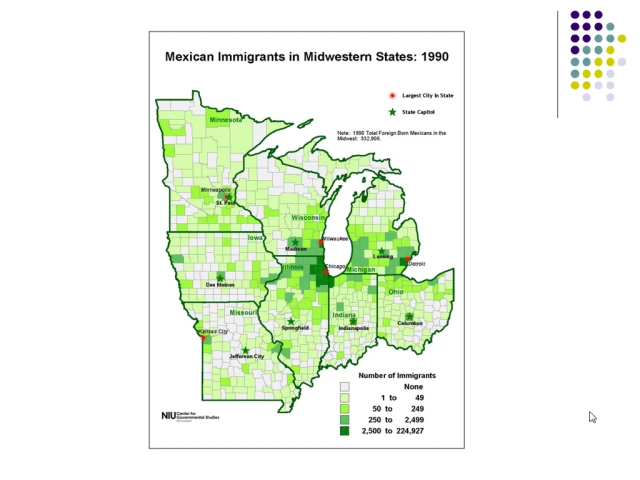 Mexican Immigrants in Midwestern States: 1990
Largest City in State
State Capitol
Note: 1990 Total Foreign Born Mexicans in the
Midwest: 332,906.
Minnesota
Minneapolis
St. Paul
Wisconsin
Iowa
Milwaukee
Madison
Lansing
Detroit
Illinois
Chicago
Michigan
Des Moines
Ohio
Missouri
Indiana
Kansas City
Springfield
Indianapolis
Columbus
Jefferson City
Number of Immigrants
None
1 to 49
50 to 249
250 to 2,499
2,500 to 224,927
NIU Center for
Governmental Studies